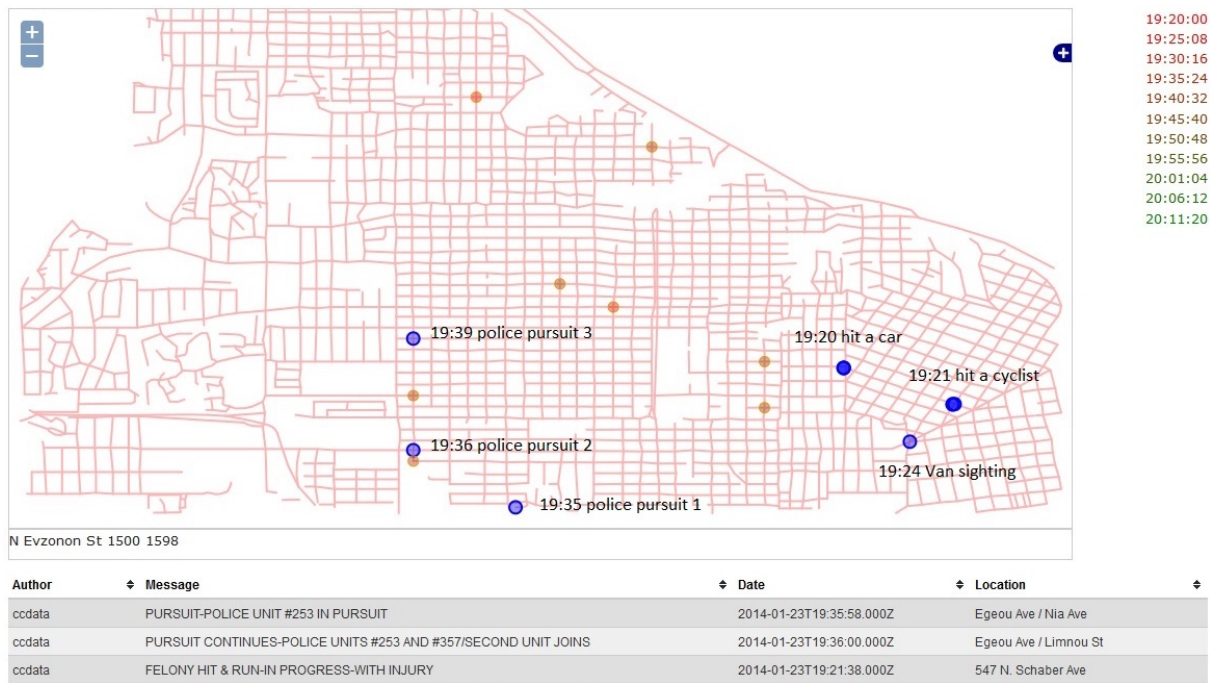 +
−
+
19:20:00
19:25:08
19:30:16
19:35:24
19:40:32
19:45:40
19:50:48
19:55:56
20:01:04
20:06:12
20:11:20
19:39 police pursuit 3
19:20 hit a car
19:21 hit a cyclist
19:36 police pursuit 2
19:24 Van sighting
19:35 police pursuit 1
N Evzonon St 1500 1598
Author Message Date Location
ccdata PURSUIT-POLICE UNIT #253 IN PURSUIT 2014-01-23T19:35:58.000Z Egeou Ave / Nia Ave
ccdata PURSUIT CONTINUES-POLICE UNITS #253 AND #357/SECOND UNIT JOINS 2014-01-23T19:36:00.000Z Egeou Ave / Limnou St
ccdata FELONY HIT & RUN-IN PROGRESS-WITH INJURY 2014-01-23T19:21:38.000Z 547 N. Schaber Ave